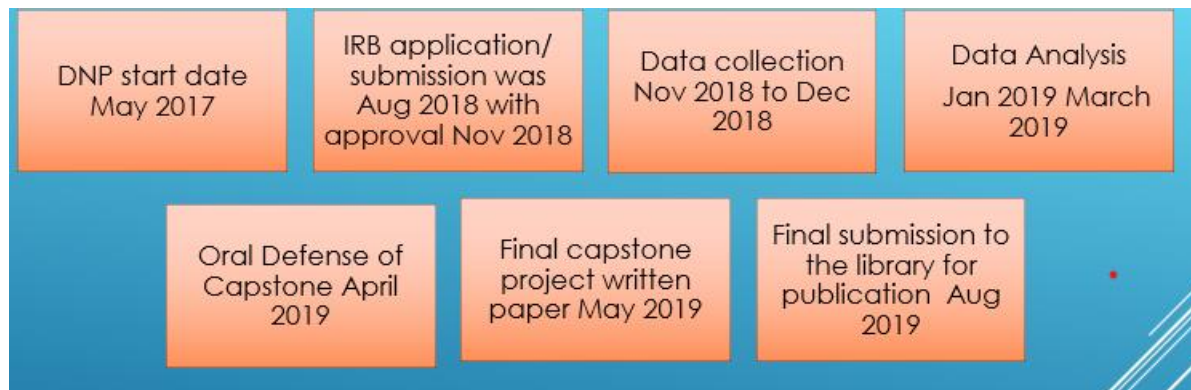 DNP start date
May 2017
IRB application/
submission was
Aug 2018 with
approval Nov 2018
Data collection
Nov 2018 to Dec
2018
Data Analysis
Jan 2019 March
2019
Oral Defense of
Capstone April
2019
Final capstone
project written
paper May 2019
Final submission to
the library for
publication Aug
2019